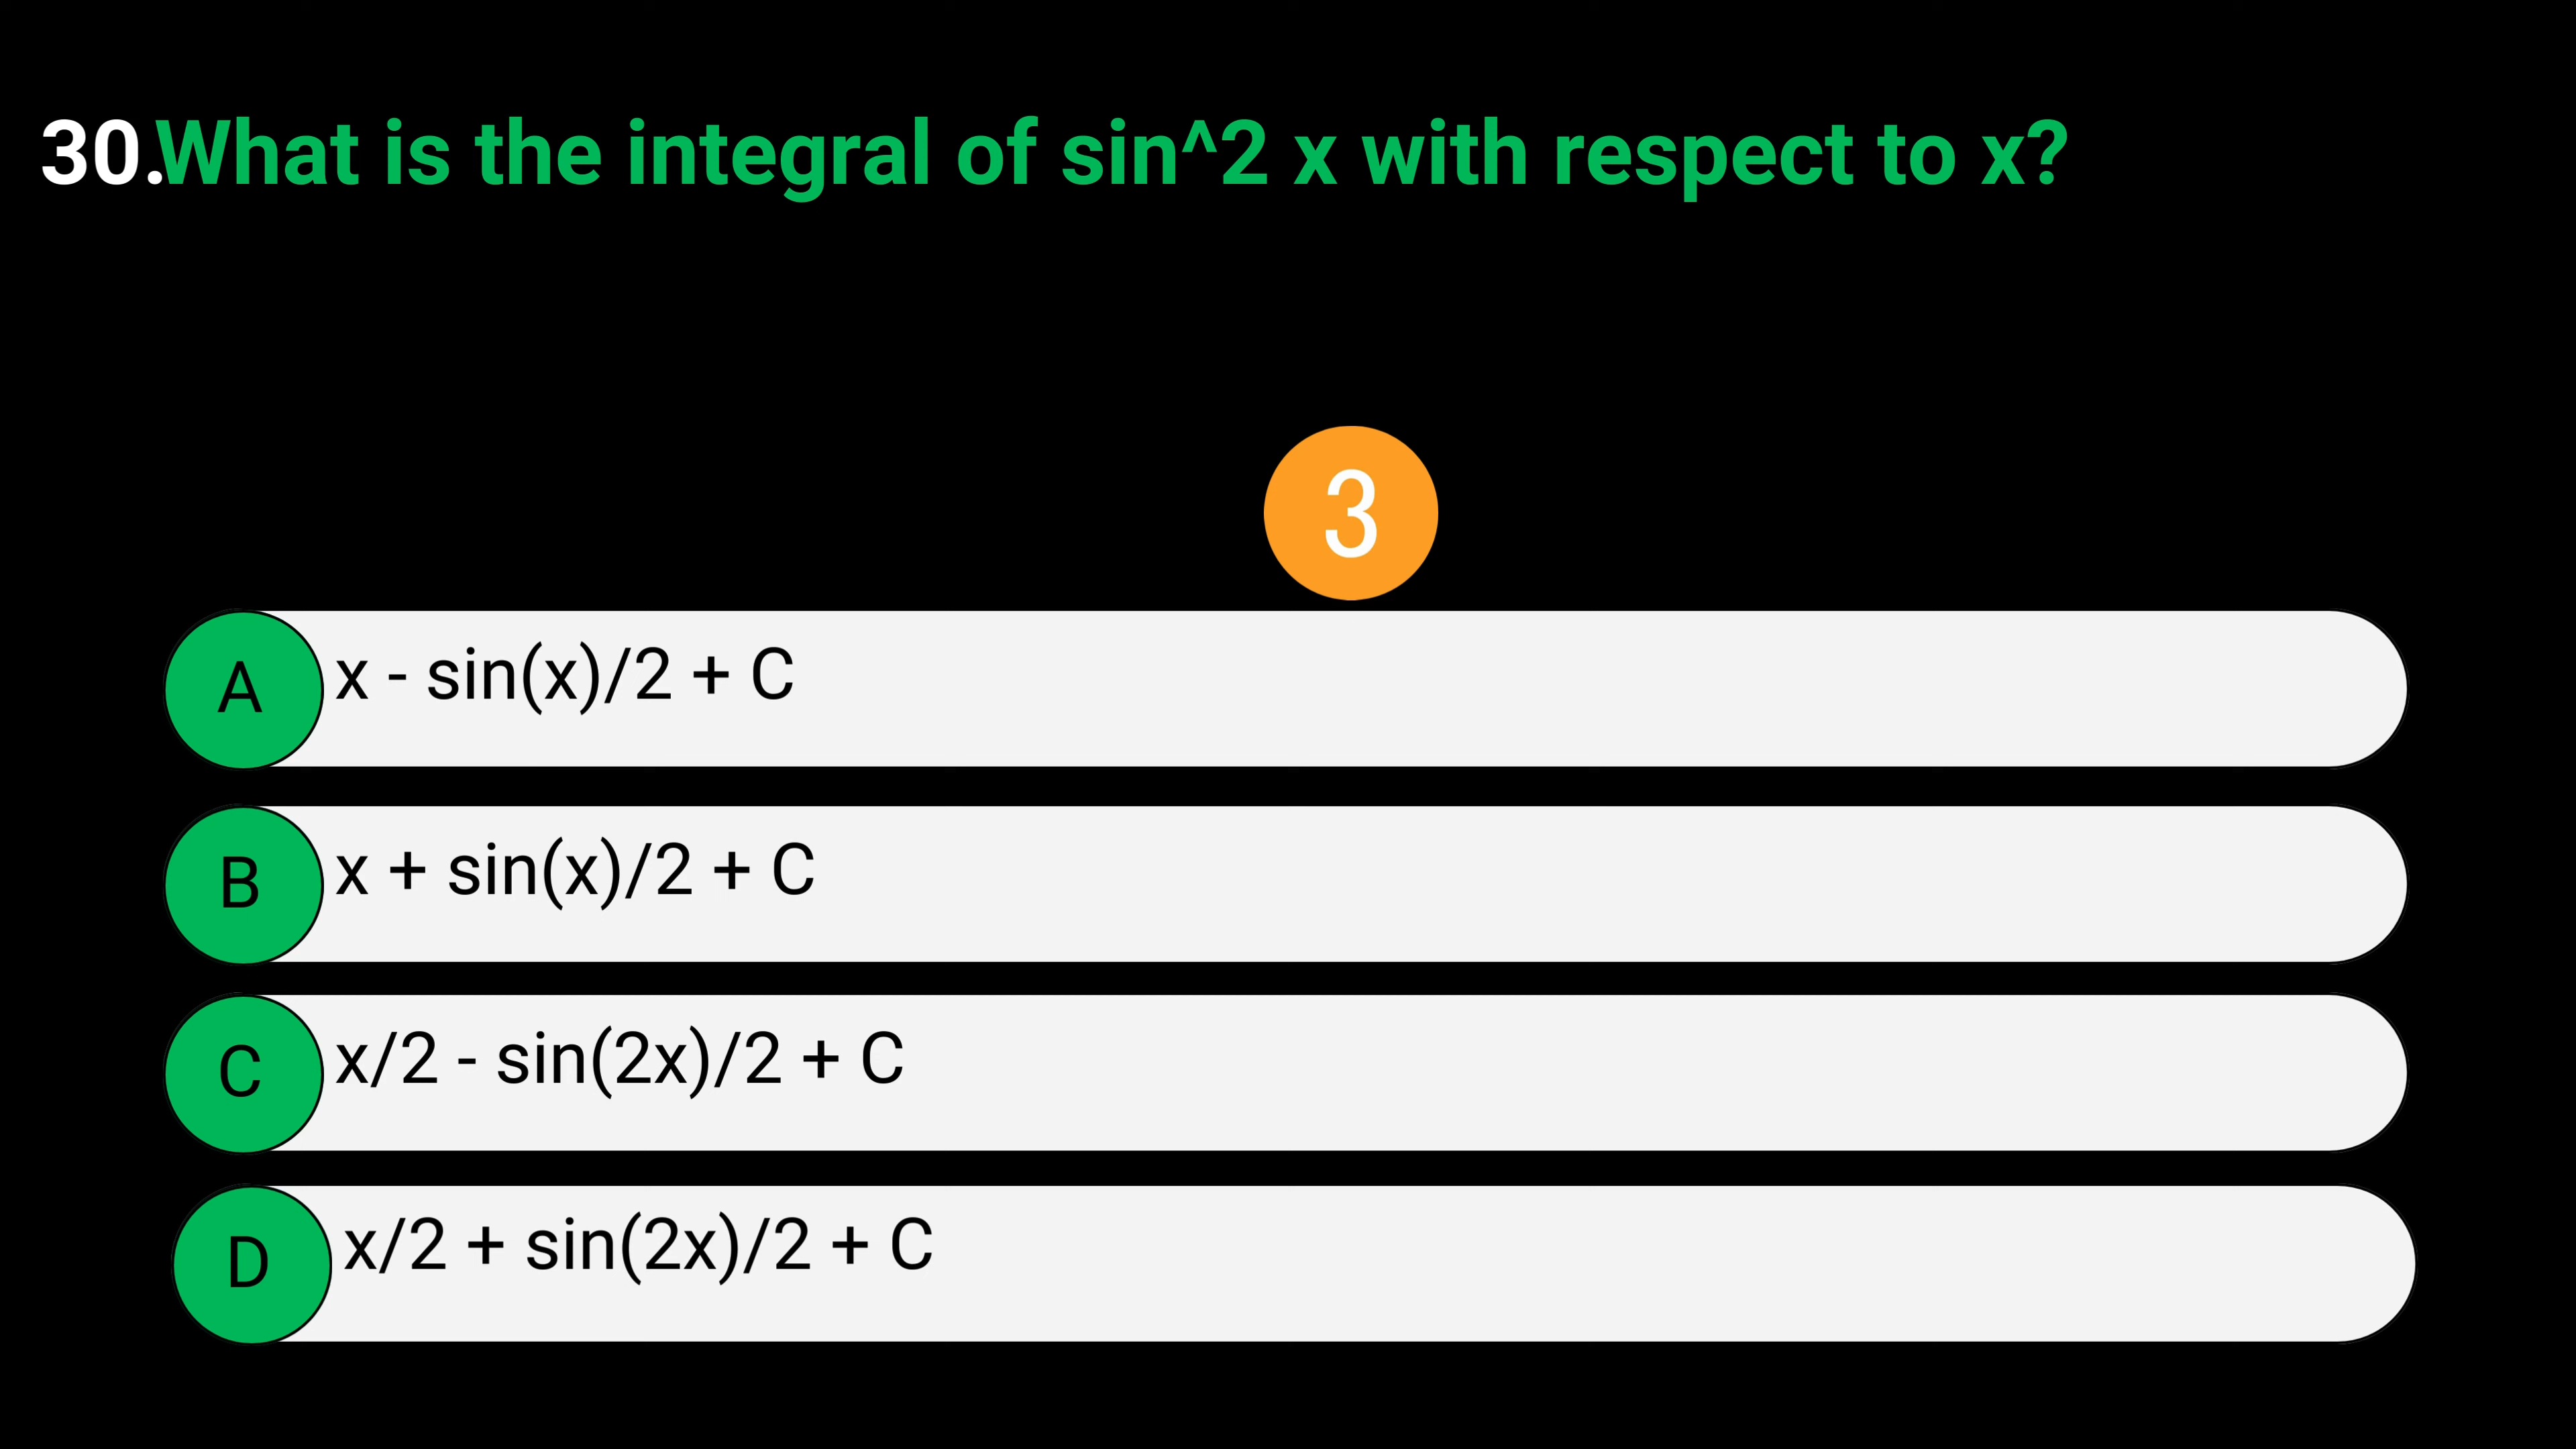 30.What is the integral of sin^2 x with respect to x?
3
A x - sin(x)/2 + C
B x + sin(x)/2 + C
C x/2 - sin(2x)/2 + C
D x/2 + sin(2x)/2 + C